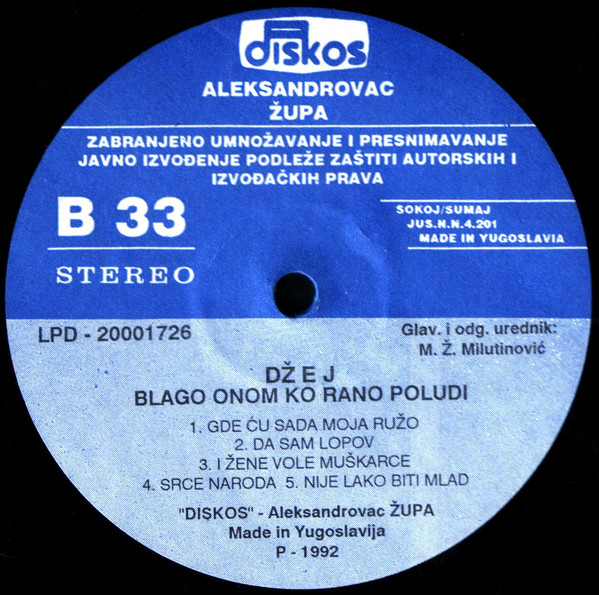 diskos
ALEKSANDROVAC
ŽUPA
ZABRANJENO UMNOŽAVANJE I PRESNIMAVANJE
JAVNO IZVOĐENJE PODLEŽE ZAŠTITI AUTORSKIH I
IZVOĐAČKIH PRAVA
B 33
STEREO
SOKOJ/SUMAJ
JUS.N.N.4.201
MADE IN YUGOSLAVIA
LPD - 20001726
Glav. i odg. urednik:
M. Ž. Milutinović
DŽ E J
BLAGO ONOM KO RANO POLUDI
1. GDE ĆU SADA MOJA RUŽO
2. DA SAM LOPOV
3. I ŽENE VOLE MUŠKARCE
4. SRCE NARODA 5. NIJE LAKO BITI MLAD
"DISKOS" - Aleksandrovac ŽUPA
Made in Yugoslavija
P - 1992